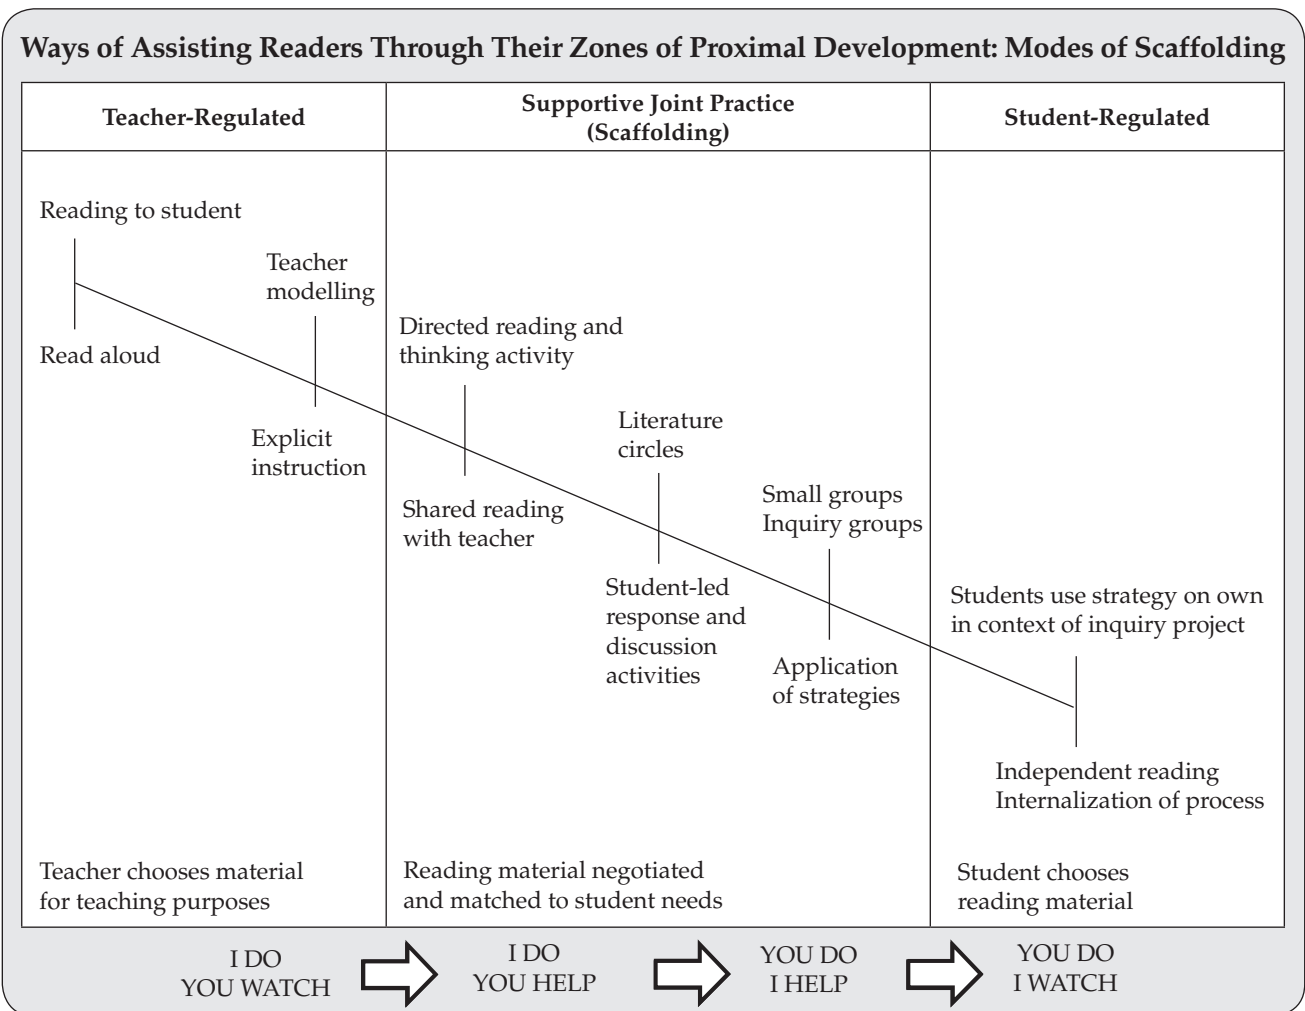 Ways of Assisting Readers Through Their Zones of Proximal Development: Modes of Scaffolding
Teacher-Regulated
Supportive Joint Practice
(Scaffolding)
Student-Regulated
Reading to student
Read aloud
Teacher
modelling
Explicit
instruction
Directed reading and
thinking activity
Shared reading
with teacher
Literature
circles
Student-led
response and
discussion
activities
Small groups
Inquiry groups
Application
of strategies
Students use strategy on own
in context of inquiry project
Independent reading
Internalization of process
Teacher chooses material
for teaching purposes
Reading material negotiated
and matched to student needs
Student chooses
reading material
I DO
YOU WATCH
I DO
YOU HELP
YOU DO
I HELP
YOU DO
I WATCH